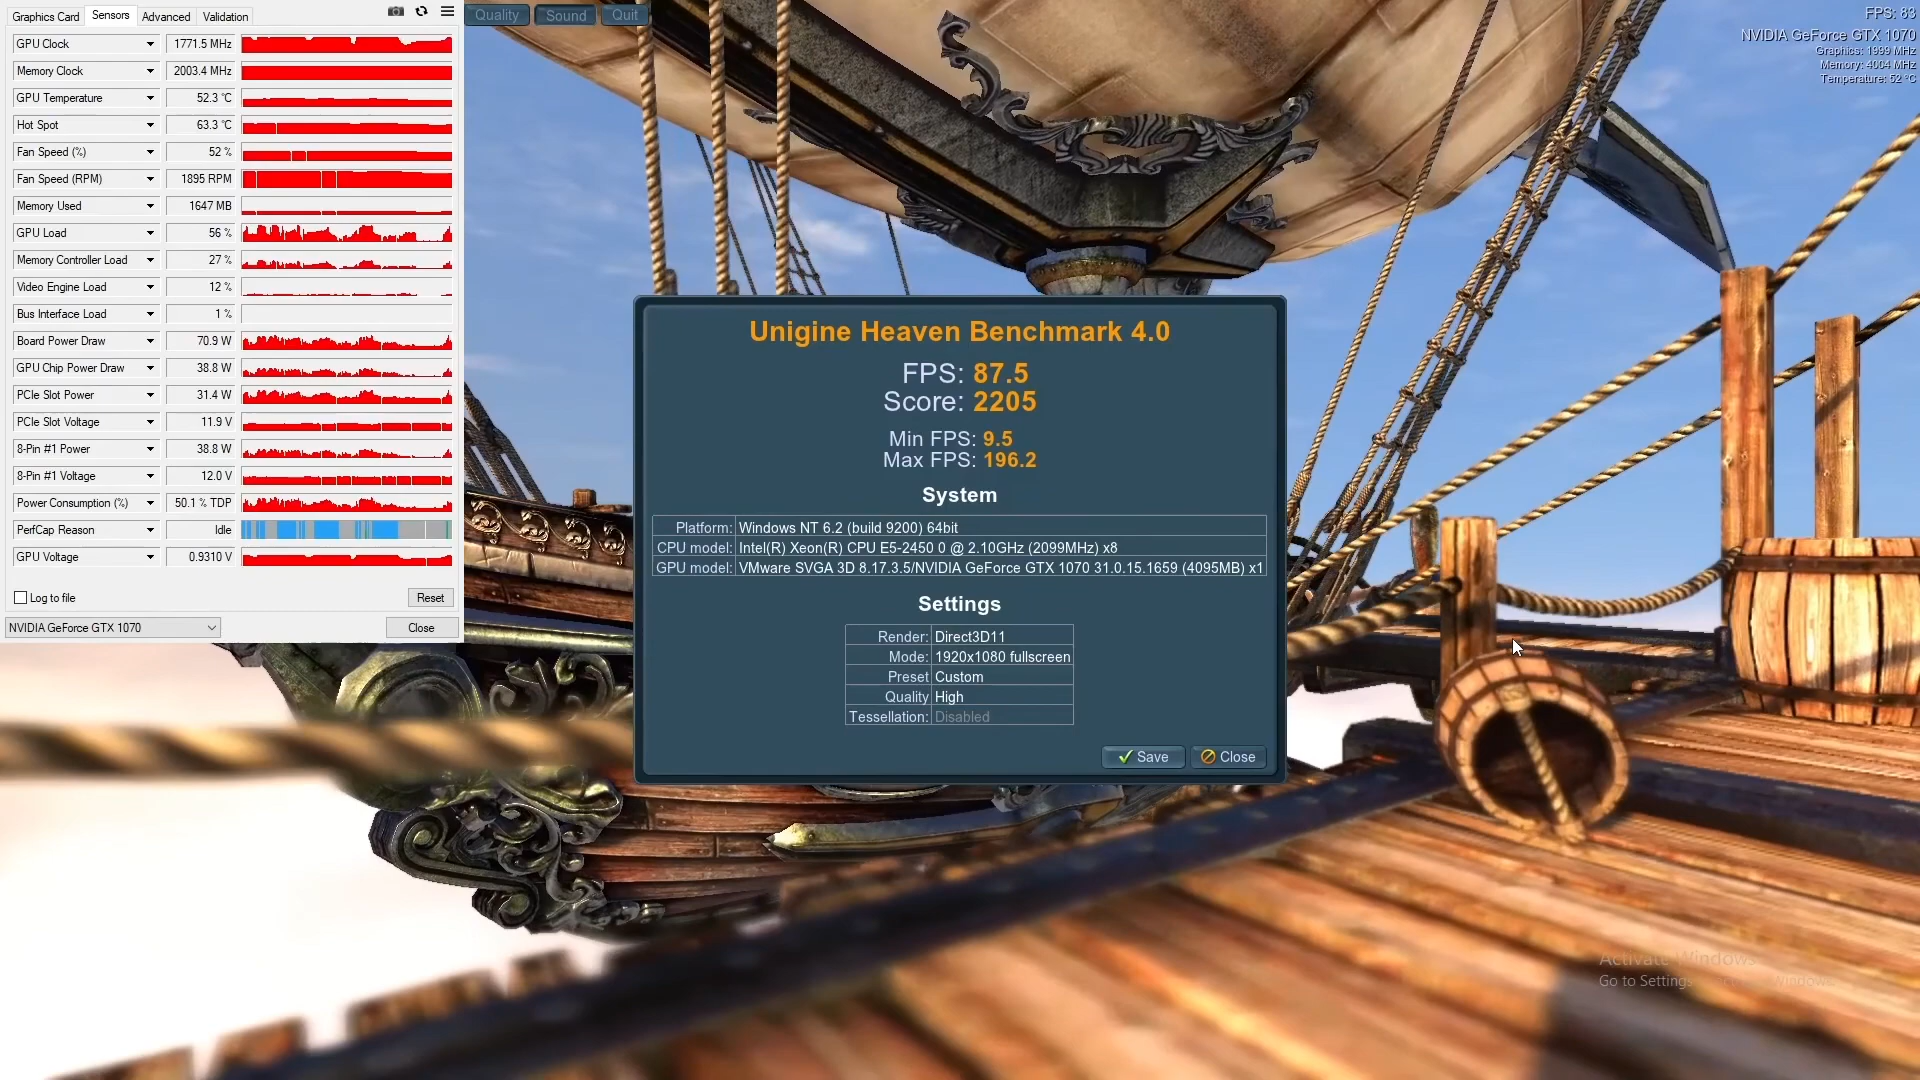 Graphics Card Sensors Advanced Validation
GPU Clock 1771.5 MHz
Memory Clock 2003.4 MHz
GPU Temperature 52.3 °C
Hot Spot 63.3 °C
Fan Speed (%) 52 %
Fan Speed (RPM) 1895 RPM
Memory Used 1647 MB
GPU Load 56 %
Memory Controller Load 27 %
Video Engine Load 12 %
Bus Interface Load 1 %
Board Power Draw 70.9 W
GPU Chip Power Draw 38.8 W
PCIe Slot Power 31.4 W
PCIe Slot Voltage 11.9 V
8-Pin #1 Power 38.8 W
8-Pin #1 Voltage 12.0 V
Power Consumption (%) 50.1 % TDP
PerfCap Reason Idle
GPU Voltage 0.9310 V
Log to file Reset
NVIDIA GeForce GTX 1070 Close
Quality Sound Quit
FPS: 83
NVIDIA GeForce GTX 1070
Graphics: 1999 MHz
Memory: 4004 MHz
Temperature: 52 °C
Unigine Heaven Benchmark 4.0
FPS: 87.5
Score: 2205
Min FPS: 9.5
Max FPS: 196.2
System
Platform: Windows NT 6.2 (build 9200) 64bit
CPU model: Intel(R) Xeon(R) CPU E5-2450 0 @ 2.10GHz (2099MHz) x8
GPU model: VMware SVGA 3D 8.17.3.5/NVIDIA GeForce GTX 1070 31.0.15.1659 (4095MB) x1
Settings
Render: Direct3D11
Mode: 1920x1080 fullscreen
Preset Custom
Quality High
Tessellation: Disabled
Save Close
Activate Windows
Go to Settings